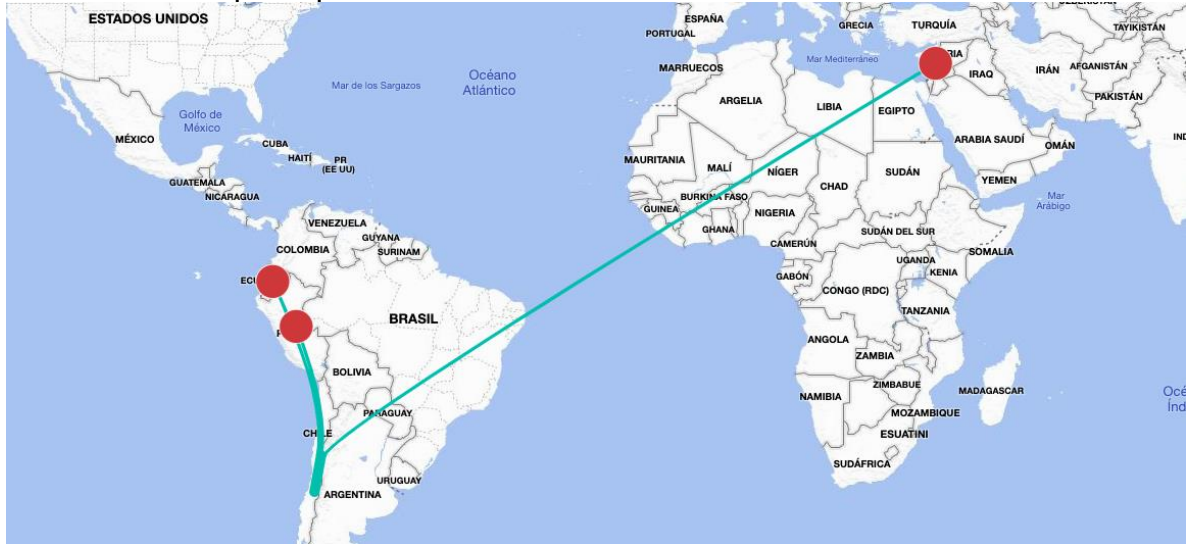 ESTADOS UNIDOS
MÉXICO
Golfo de
México
Mar de los Sargazos
Océano
Atlántico
CUBA
HAITÍ
PR
(EE UU)
GUATEMALA
NICARAGUA
VENEZUELA
GUYANA
SURINAM
COLOMBIA
ECU
P
BRASIL
BOLIVIA
PARAGUAY
CHILE
URUGUAY
ARGENTINA
ESPAÑA
PORTUGAL
GRECIA
TURQUÍA
TAYIKISTÁN
MARRUECOS
Mar Mediterráneo
RIA
IRAQ
IRÁN
AFGANISTÁN
PAKISTÁN
ARGELIA
LIBIA
EGIPTO
ARABIA SAUDÍ
OMÁN
IND
MAURITANIA
MALÍ
NÍGER
CHAD
SUDÁN
YEMEN
Mar
Arábigo
BURKINA FASO
GUINEA
GHANA
NIGERIA
CAMERÚN
SUDÁN DEL SUR
SOMALIA
GABÓN
UGANDA
KENIA
CONGO (RDC)
TANZANIA
ANGOLA
ZAMBIA
ZIMBABUE
NAMIBIA
MOZAMBIQUE
MADAGASCAR
ESUATINI
SUDÁFRICA
Océ
Índ